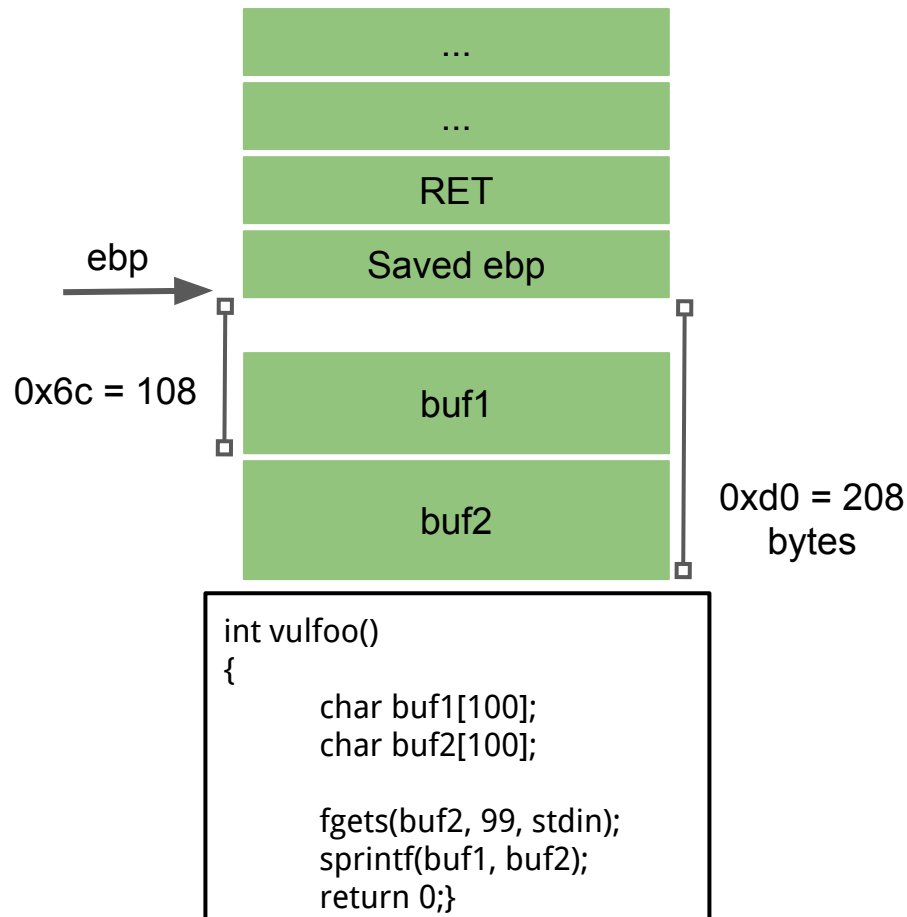 ...
...
RET
ebp
Saved ebp
0x6c = 108
buf1
buf2
0xd0 = 208
bytes
int vulfoo()
{
char buf1[100];
char buf2[100];
fgets(buf2, 99, stdin);
sprintf(buf1, buf2);
return 0;}